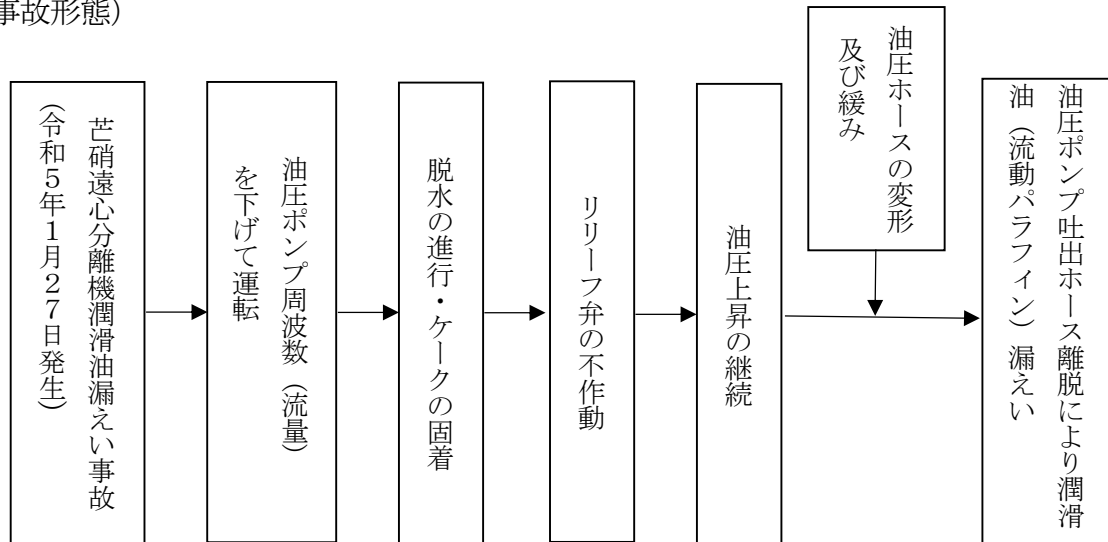 事故形態）
芒硝遠心分離機潤滑油漏えい事故
（令和５年１月２７日発生）
油圧ポンプ周波数（流量）
を下げて運転
脱水の進行・ケークの固着
リリーフ弁の不作動
油圧上昇の継続
油圧ホースの変形
及び緩み
油圧ポンプ吐出ホース離脱により潤滑
油（流動パラフィン）漏えい